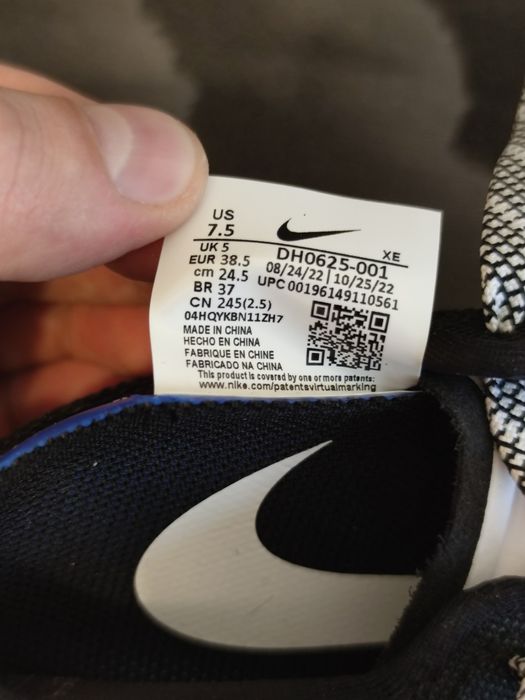 US
7.5
UK 5
EUR 38.5
cm 24.5
BR 37
CN 245(2.5)
04HQYKBN11ZH7
XE
DH0625-001
08/24/22 | 10/25/22
UPC 00196149110561
MADE IN CHINA
HECHO EN CHINA
FABRIQUE EN CHINE
FABRICADO NA CHINA
This product is covered by one or more patents:
www.nike.com/patentsvirtualmarking